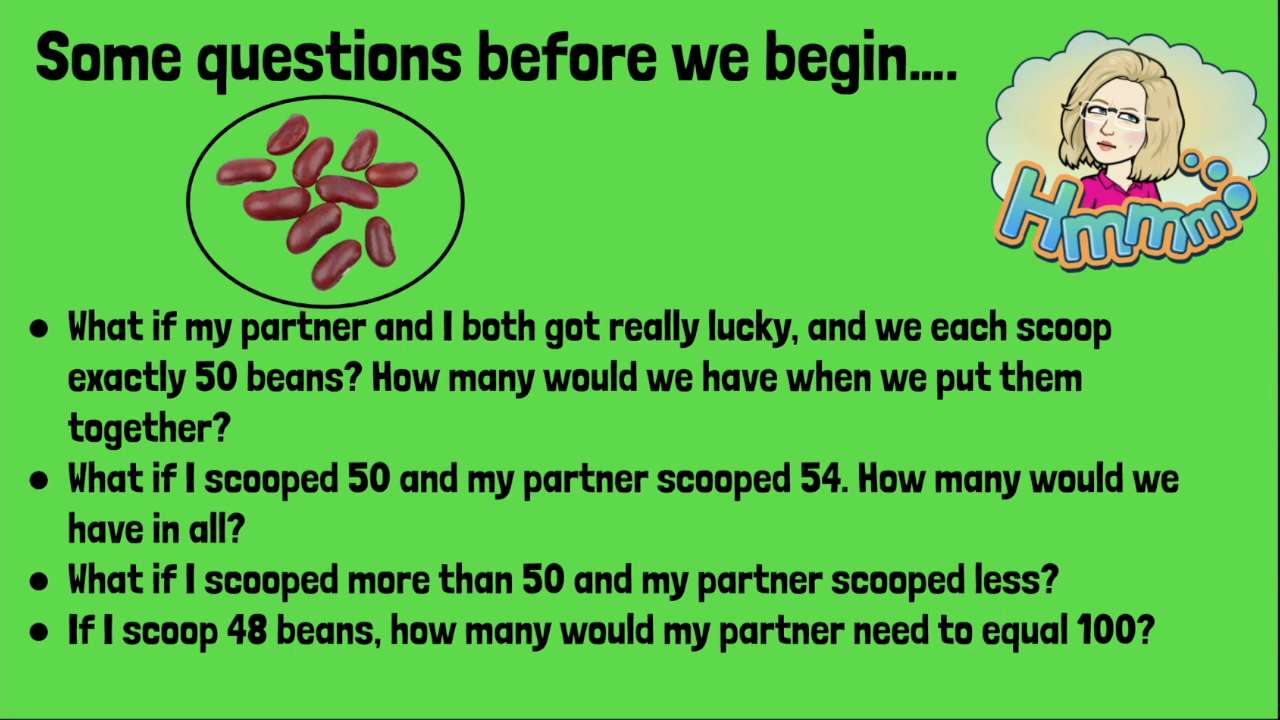 Some questions before we begin....
Hmmmm
• What if my partner and I both got really lucky, and we each scoop
exactly 50 beans? How many would we have when we put them
together?
• What if I scooped 50 and my partner scooped 54. How many would we
have in all?
• What if I scooped more than 50 and my partner scooped less?
• If I scoop 48 beans, how many would my partner need to equal 100?